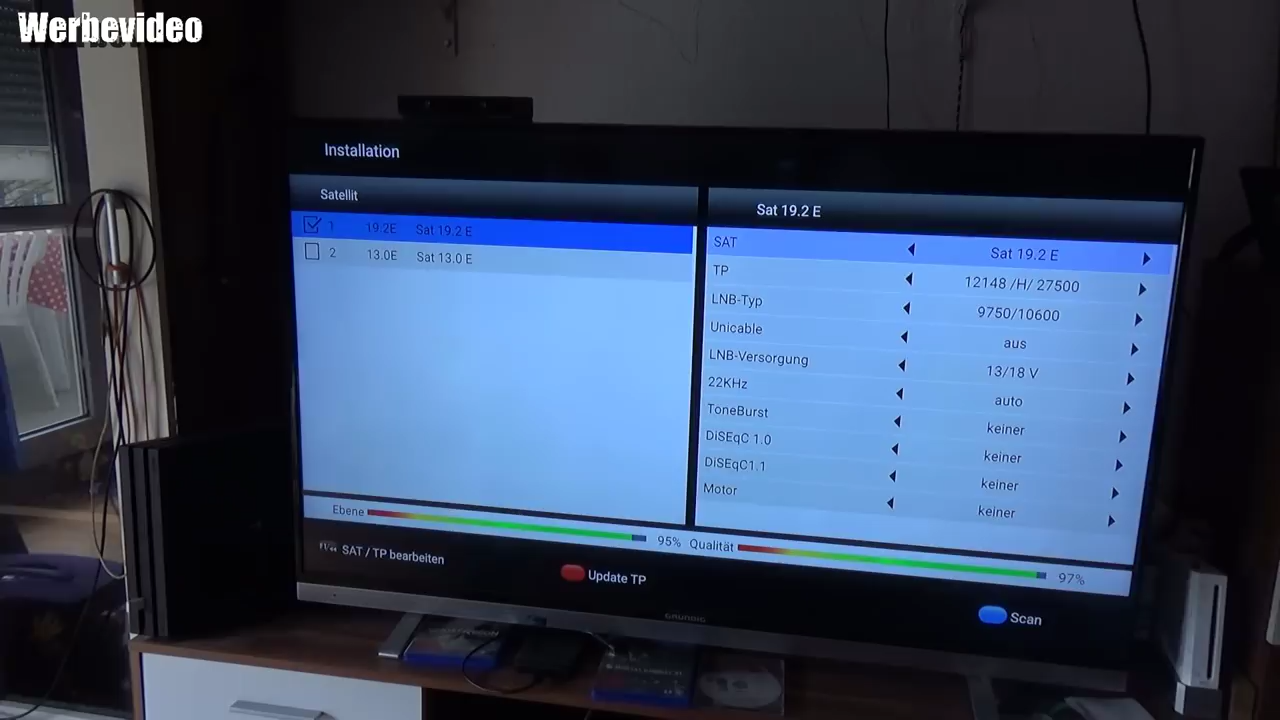 Werbevideo
Installation
Satellit
1 19.2E Sat 19.2 E
2 13.0E Sat 13.0 E
Sat 19.2 E
SAT Sat 19.2 E
TP 12148 /H/ 27500
LNB-Typ 9750/10600
Unicable aus
LNB-Versorgung 13/18 V
22KHz auto
ToneBurst keiner
DiSEqC 1.0 keiner
DiSEqC1.1 keiner
Motor keiner
Ebene 95% Qualität 97%
SAT / TP bearbeiten
Update TP
Scan
GRUNDIG